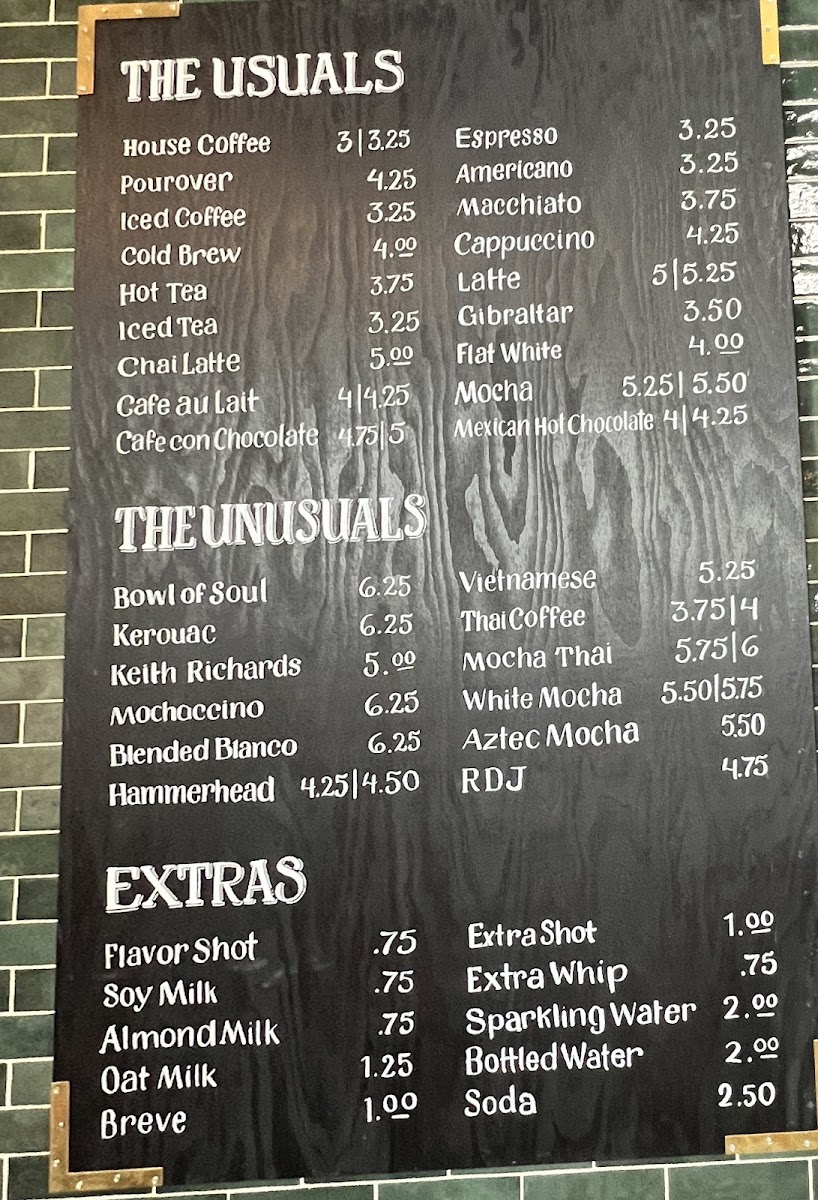 THE USUALS
House Coffee 3|3.25
Pourover 4.25
Iced Coffee 3.25
Cold Brew 4.00
Hot Tea 3.75
Iced Tea 3.25
Chai Latte 5.00
Cafe au Lait 4|4.25
Cafe con Chocolate 4.75|5
Espresso 3.25
Americano 3.25
Macchiato 3.75
Cappuccino 4.25
Latte 5|5.25
Gibraltar 3.50
Flat White 4.00
Mocha 5.25|5.50
Mexican Hot Chocolate 4|4.25
THE UNUSUALS
Bowl of Soul 6.25
Kerouac 6.25
Keith Richards 5.00
Mochaccino 6.25
Blended Blanco 6.25
Hammerhead 4.25|4.50
Vietnamese 5.25
Thai Coffee 3.75|4
Mocha Thai 5.75|6
White Mocha 5.50|5.75
Aztec Mocha 5.50
RDJ 4.75
EXTRAS
Flavor Shot .75
Soy Milk .75
Almond Milk .75
Oat Milk 1.25
Breve 1.00
Extra Shot 1.00
Extra Whip .75
Sparkling Water 2.00
Bottled Water 2.00
Soda 2.50